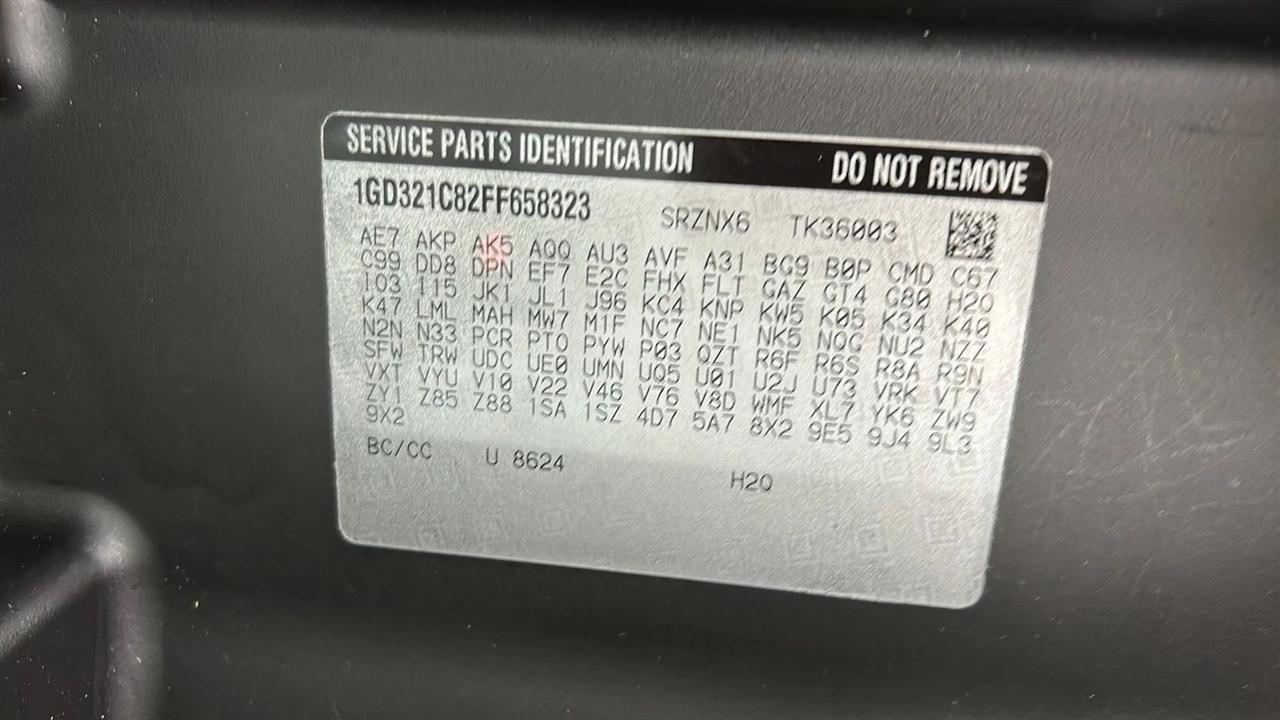 SERVICE PARTS IDENTIFICATION DO NOT REMOVE
1GD321C82FF658323 SRZNX6 TK36003
AE7 AKP AK5 AQQ AU3 AVF A31 BG9 B0P CMD C67
C99 DD8 DPN EF7 E2C FHX FLT GAZ GT4 G80 H2Q
I03 I15 JK1 JL1 J96 KC4 KNP KW5 K05 K34 K40
K47 LML MAH MW7 M1F NC7 NE1 NK5 NQG NU2 NZZ
N2N N33 PCR PTO PYW P03 QZT R6F R6S R8A R9N
SFW TRW UDC UE0 UMN UQ5 U01 U2J U73 VRK VT7
VXT VYU V10 V22 V46 V76 V8D WMF XL7 YK6 ZW9
ZY1 Z85 Z88 1SA 1SZ 4D7 5A7 8X2 9E5 9J4 9L3
9X2
BC/CC U 8624 H2Q